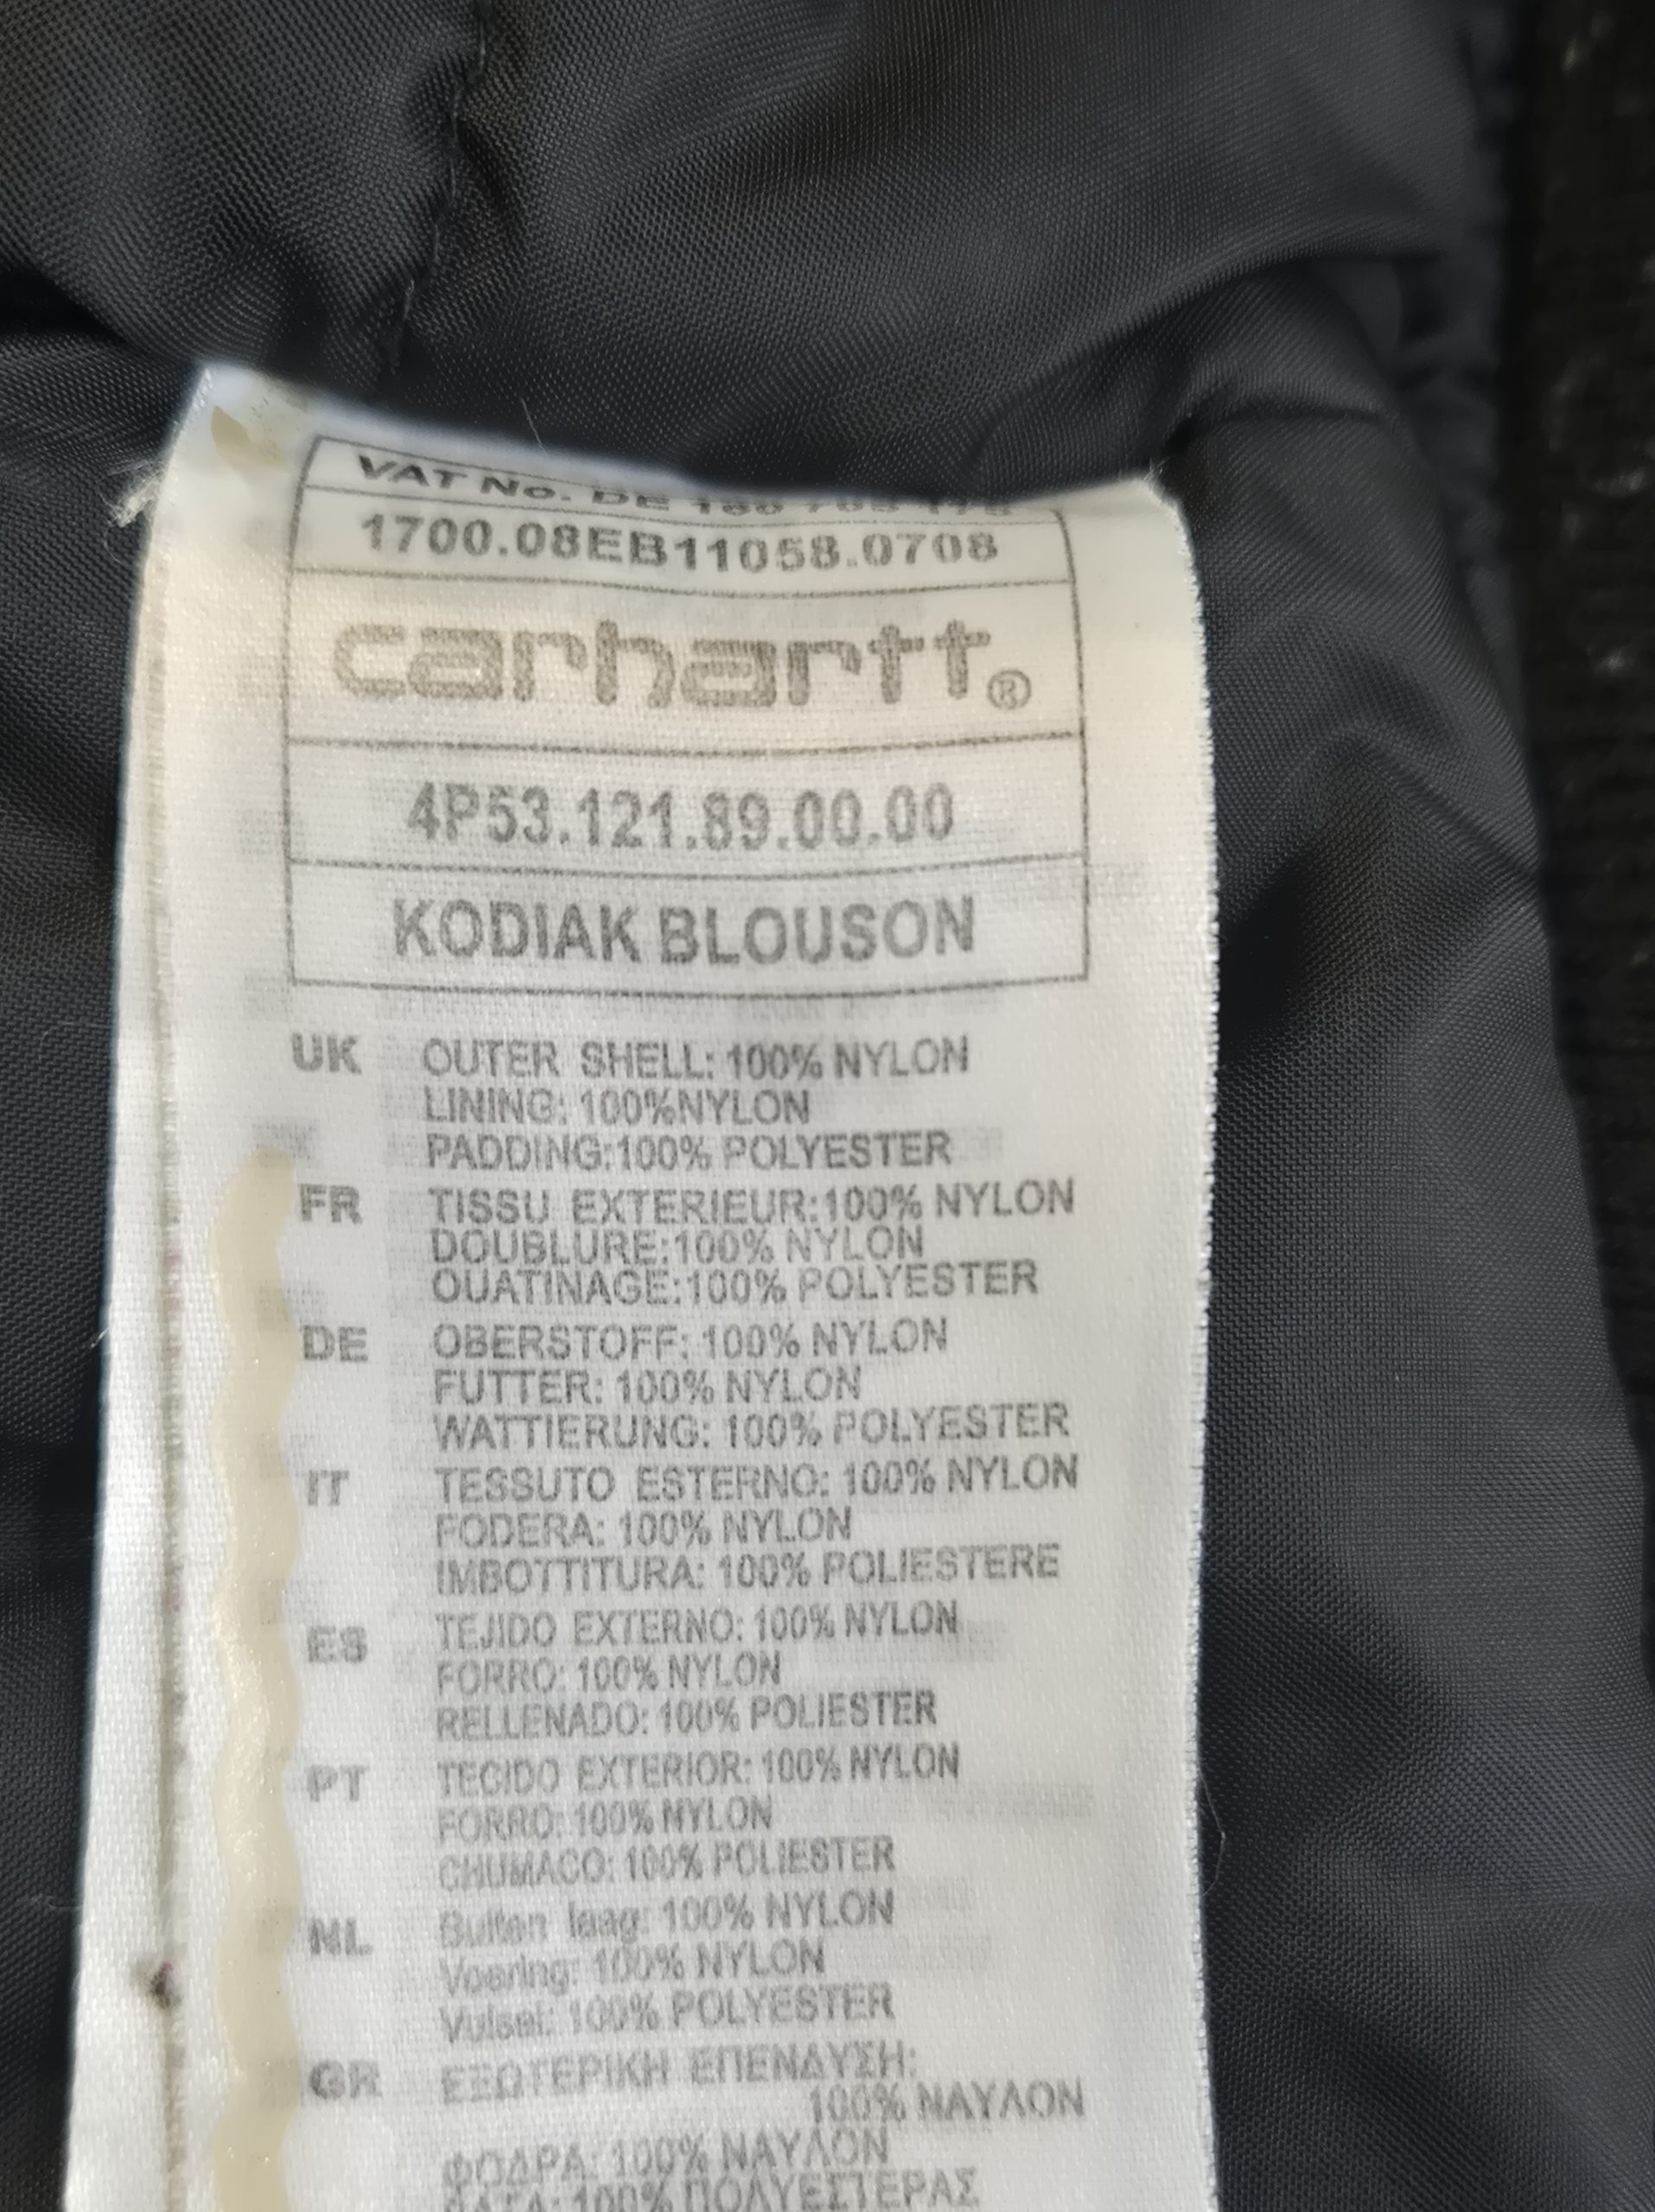 VAT No. DE
1700.08EB11058.0708
carhartt®
4P53.121.89.00.00
KODIAK BLOUSON
UK OUTER SHELL: 100% NYLON
LINING: 100%NYLON
PADDING:100% POLYESTER
FR TISSU EXTERIEUR:100% NYLON
DOUBLURE:100% NYLON
OUATINAGE:100% POLYESTER
DE OBERSTOFF: 100% NYLON
FUTTER: 100% NYLON
WATTIERUNG: 100% POLYESTER
IT TESSUTO ESTERNO: 100% NYLON
FODERA: 100% NYLON
IMBOTTITURA: 100% POLIESTERE
ES TEJIDO EXTERNO: 100% NYLON
FORRO: 100% NYLON
RELLENADO: 100% POLIESTER
PT TECIDO EXTERIOR: 100% NYLON
FORRO: 100% NYLON
CHUMACO: 100% POLIESTER
NL Buiten laag: 100% NYLON
Voering: 100% NYLON
Vulsel: 100% POLYESTER
GR ΕΞΩΤΕΡΙΚΗ ΕΠΕΝΔΥΣΗ:
100% ΝΑΥΛΟΝ
ΦΟΔΡΑ: 100% ΝΑΥΛΟΝ
100% ΠΟΛΥΕΣΤΕΡΑΣ